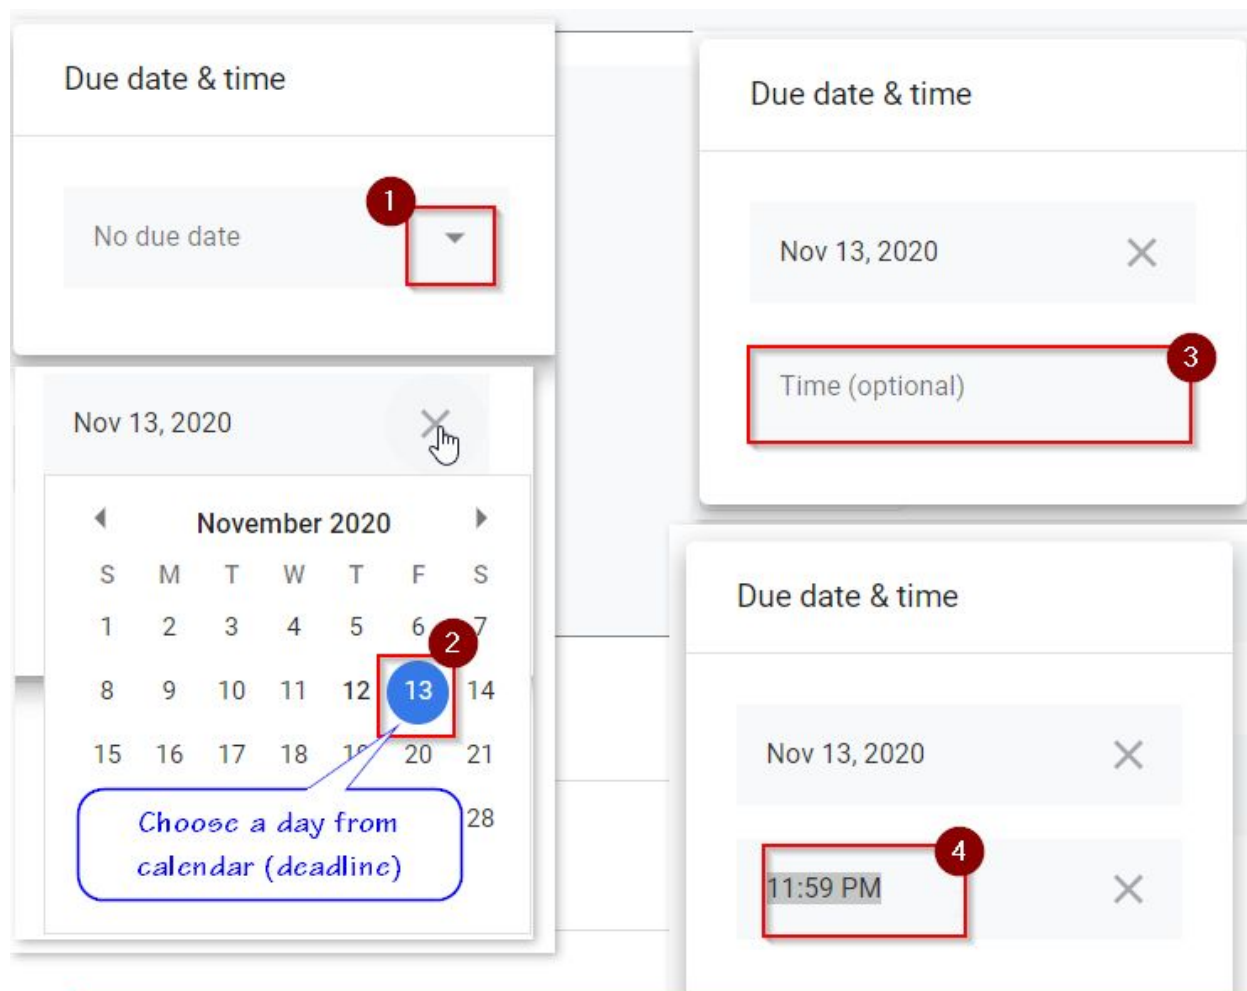 Due date & time
1
No due date
Nov 13, 2020
November 2020
S M T W T F S
1 2 3 4 5 6 7
2
8 9 10 11 12 13 14
15 16 17 18 19 20 21
28
Choose a day from
calendar (deadline)
Due date & time
Nov 13, 2020
3
Time (optional)
Due date & time
Nov 13, 2020
4
11:59 PM